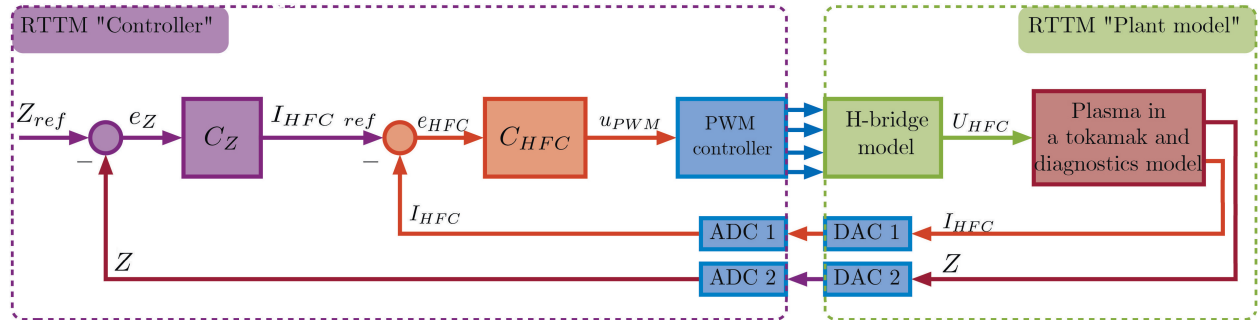 RTTM "Controller"
RTTM "Plant model"
Z_ref
e_Z
C_Z
I_HFC ref
e_HFC
C_HFC
u_PWM
PWM
controller
H-bridge
model
U_HFC
Plasma in
a tokamak and
diagnostics model
−
−
I_HFC
ADC 1
DAC 1
I_HFC
Z
ADC 2
DAC 2
Z